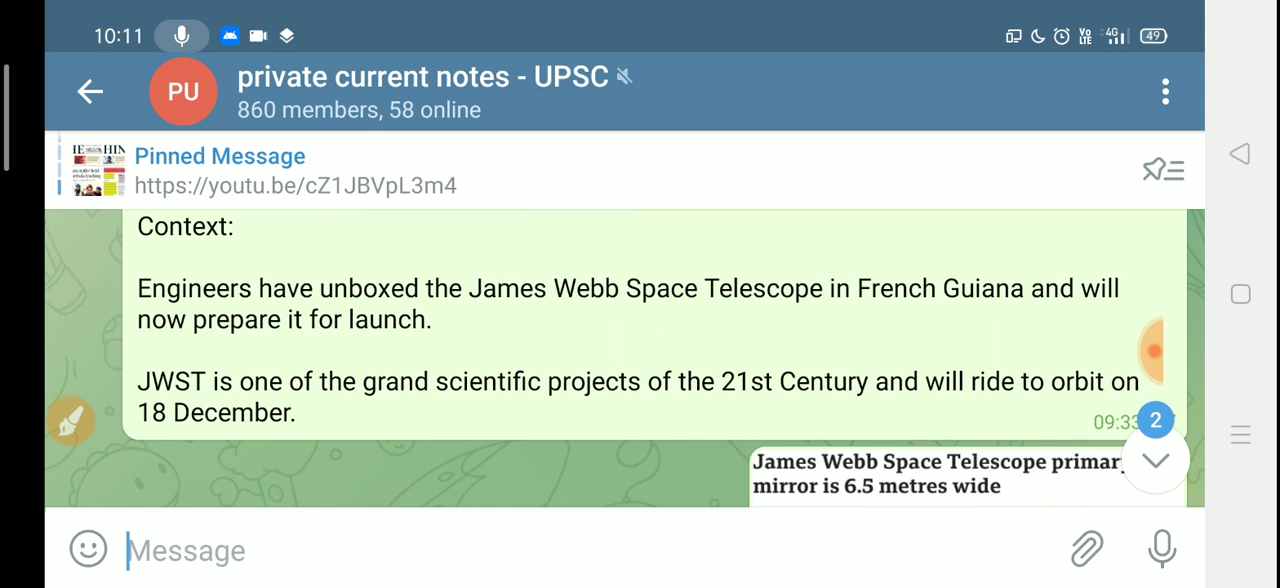 10:11
VoLTE 4G 49
PU
private current notes - UPSC
860 members, 58 online
Pinned Message
https://youtu.be/cZ1JBVpL3m4
Context:
Engineers have unboxed the James Webb Space Telescope in French Guiana and will
now prepare it for launch.
JWST is one of the grand scientific projects of the 21st Century and will ride to orbit on
18 December.
2
James Webb Space Telescope
mirror is 6.5 metres wide
Message